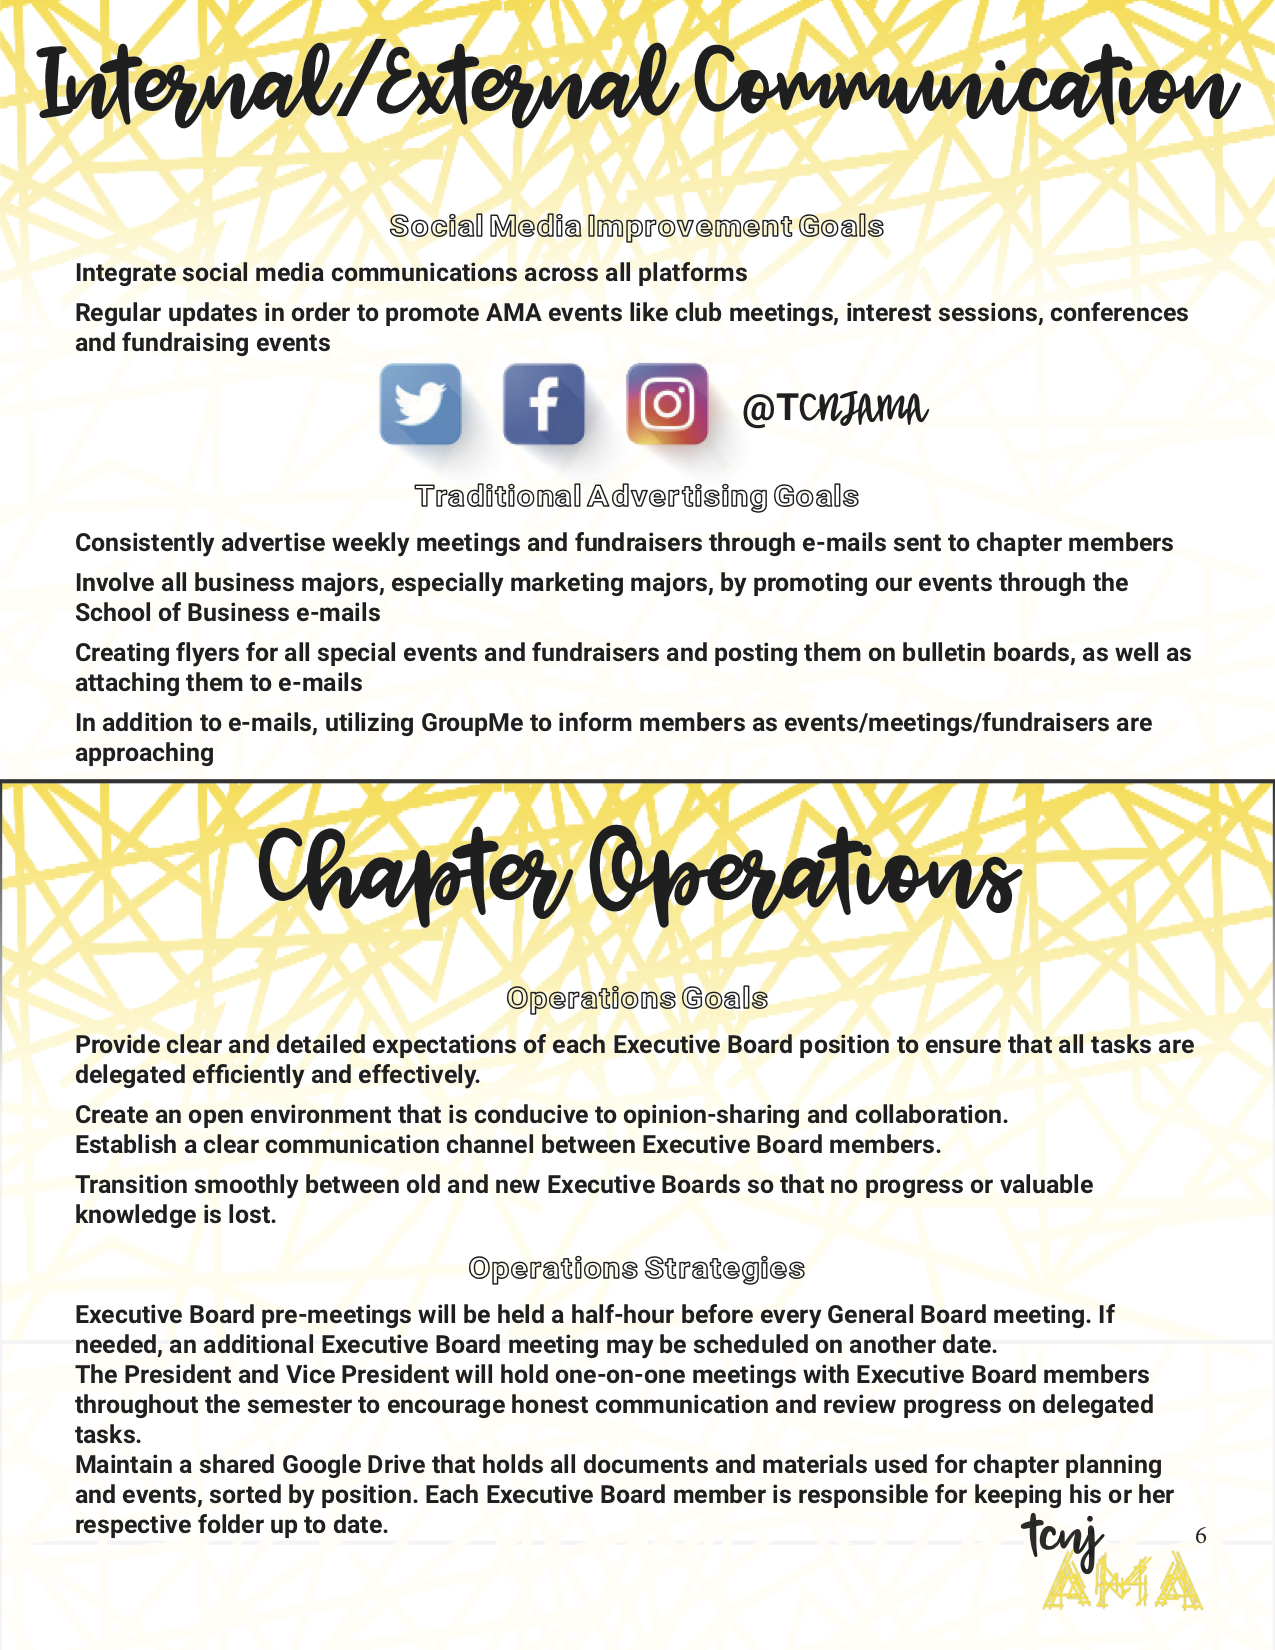 Internal/External Communication
Social Media Improvement Goals
Integrate social media communications across all platforms
Regular updates in order to promote AMA events like club meetings, interest sessions, conferences
and fundraising events
@TCNJAMA
Traditional Advertising Goals
Consistently advertise weekly meetings and fundraisers through e-mails sent to chapter members
Involve all business majors, especially marketing majors, by promoting our events through the
School of Business e-mails
Creating flyers for all special events and fundraisers and posting them on bulletin boards, as well as
attaching them to e-mails
In addition to e-mails, utilizing GroupMe to inform members as events/meetings/fundraisers are
approaching
Chapter Operations
Operations Goals
Provide clear and detailed expectations of each Executive Board position to ensure that all tasks are
delegated efficiently and effectively.
Create an open environment that is conducive to opinion-sharing and collaboration.
Establish a clear communication channel between Executive Board members.
Transition smoothly between old and new Executive Boards so that no progress or valuable
knowledge is lost.
Operations Strategies
Executive Board pre-meetings will be held a half-hour before every General Board meeting. If
needed, an additional Executive Board meeting may be scheduled on another date.
The President and Vice President will hold one-on-one meetings with Executive Board members
throughout the semester to encourage honest communication and review progress on delegated
tasks.
Maintain a shared Google Drive that holds all documents and materials used for chapter planning
and events, sorted by position. Each Executive Board member is responsible for keeping his or her
respective folder up to date.
tcnj
AMA
6